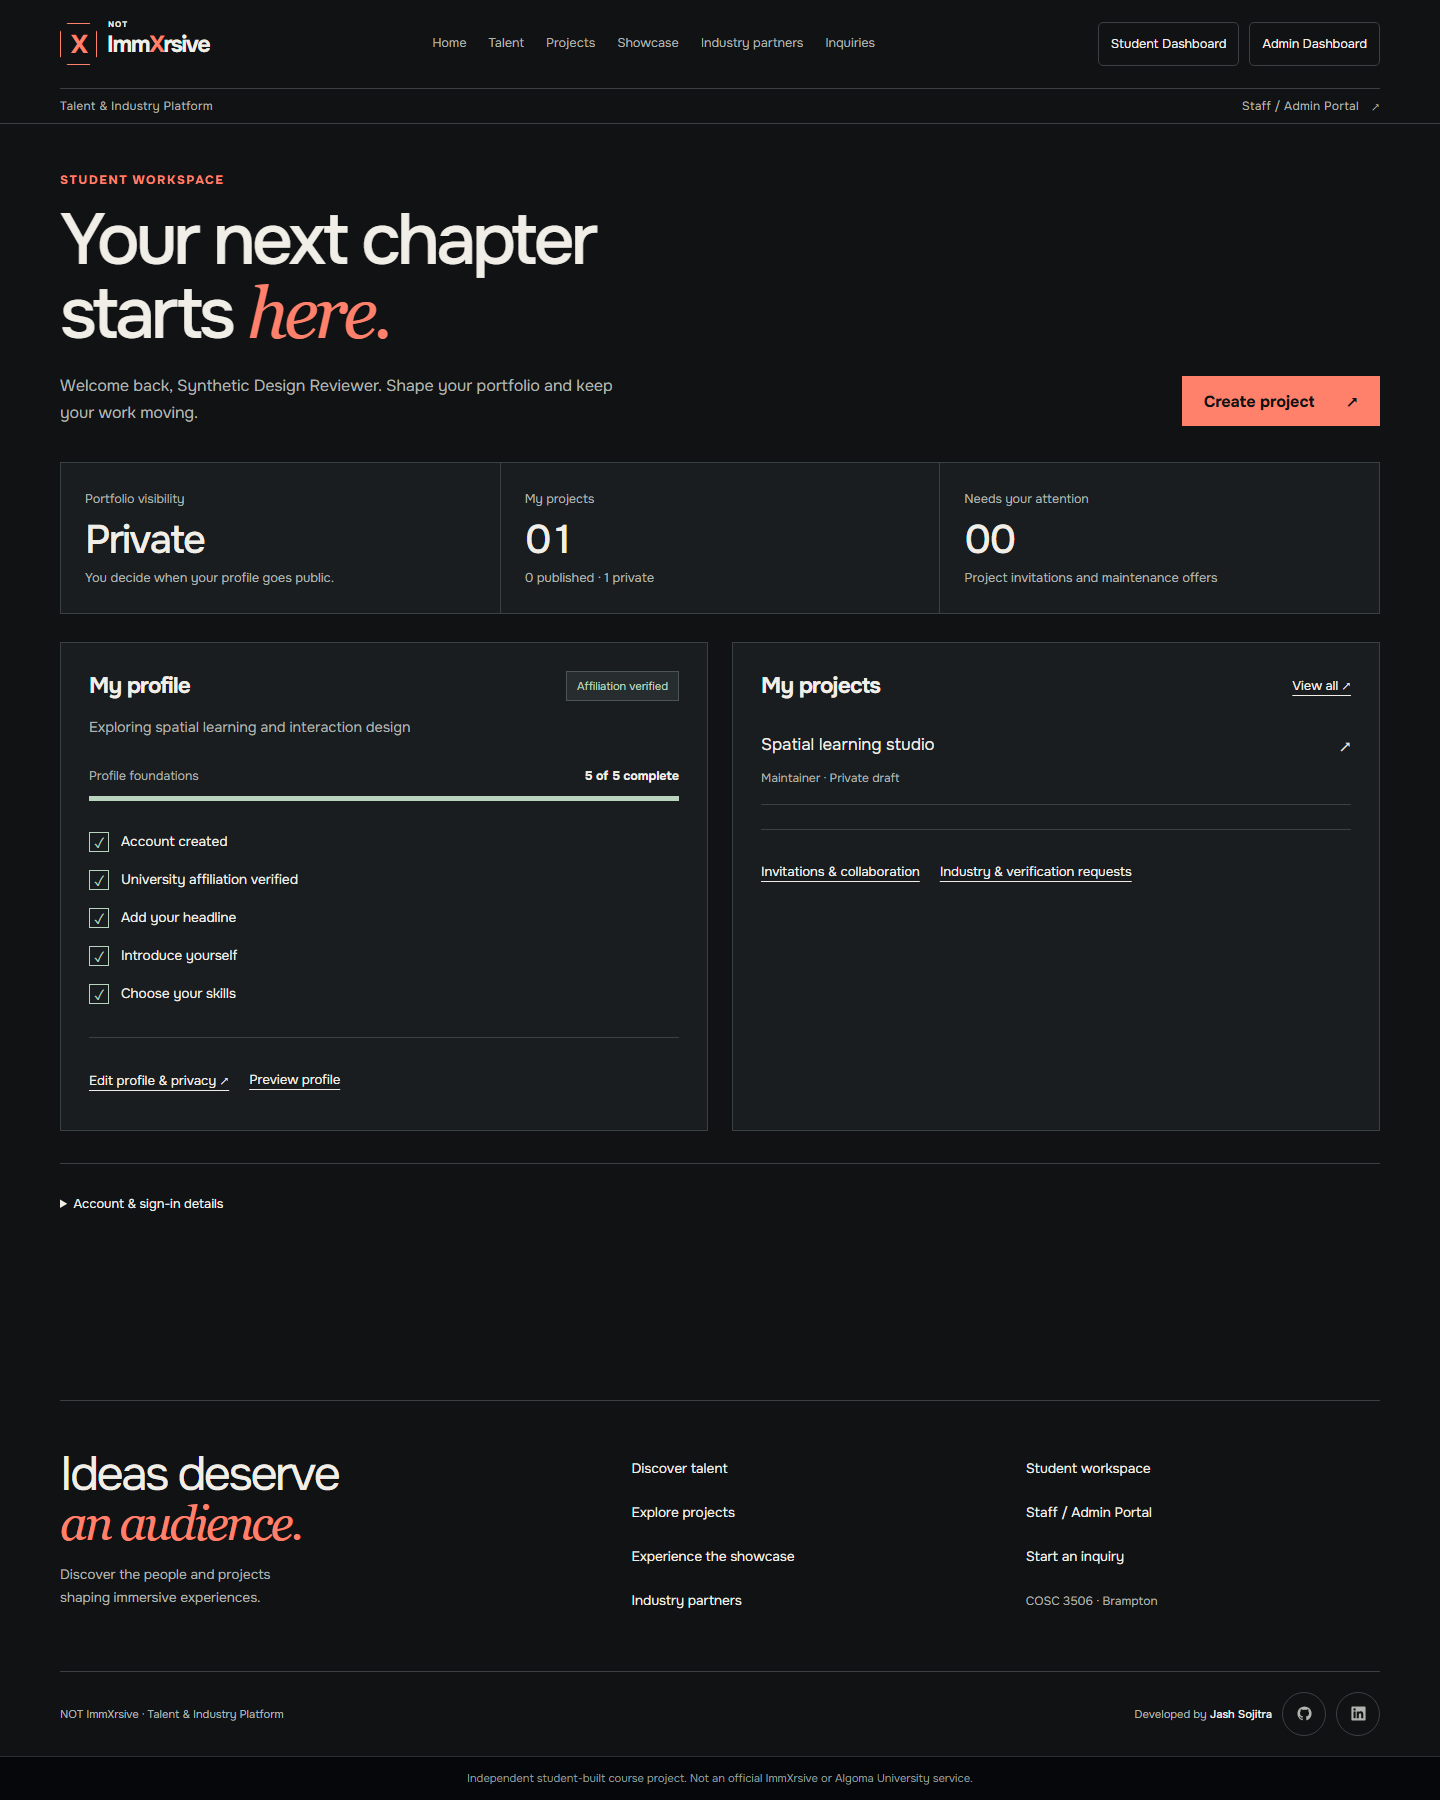 X
NOT
ImmXrsive
Home
Talent
Projects
Showcase
Industry partners
Inquiries
Student Dashboard
Admin Dashboard
Talent & Industry Platform
Staff / Admin Portal ↗
STUDENT WORKSPACE
Your next chapter
starts here.
Welcome back, Synthetic Design Reviewer. Shape your portfolio and keep
your work moving.
Create project ↗
Portfolio visibility
Private
You decide when your profile goes public.
My projects
01
0 published · 1 private
Needs your attention
00
Project invitations and maintenance offers
My profile
Affiliation verified
Exploring spatial learning and interaction design
Profile foundations
5 of 5 complete
✓ Account created
✓ University affiliation verified
✓ Add your headline
✓ Introduce yourself
✓ Choose your skills
Edit profile & privacy ↗
Preview profile
My projects
View all ↗
Spatial learning studio ↗
Maintainer · Private draft
Invitations & collaboration
Industry & verification requests
▶ Account & sign-in details
Ideas deserve
an audience.
Discover the people and projects
shaping immersive experiences.
Discover talent
Explore projects
Experience the showcase
Industry partners
Student workspace
Staff / Admin Portal
Start an inquiry
COSC 3506 · Brampton
NOT ImmXrsive · Talent & Industry Platform
Developed by Jash Sojitra
in
Independent student-built course project. Not an official ImmXrsive or Algoma University service.